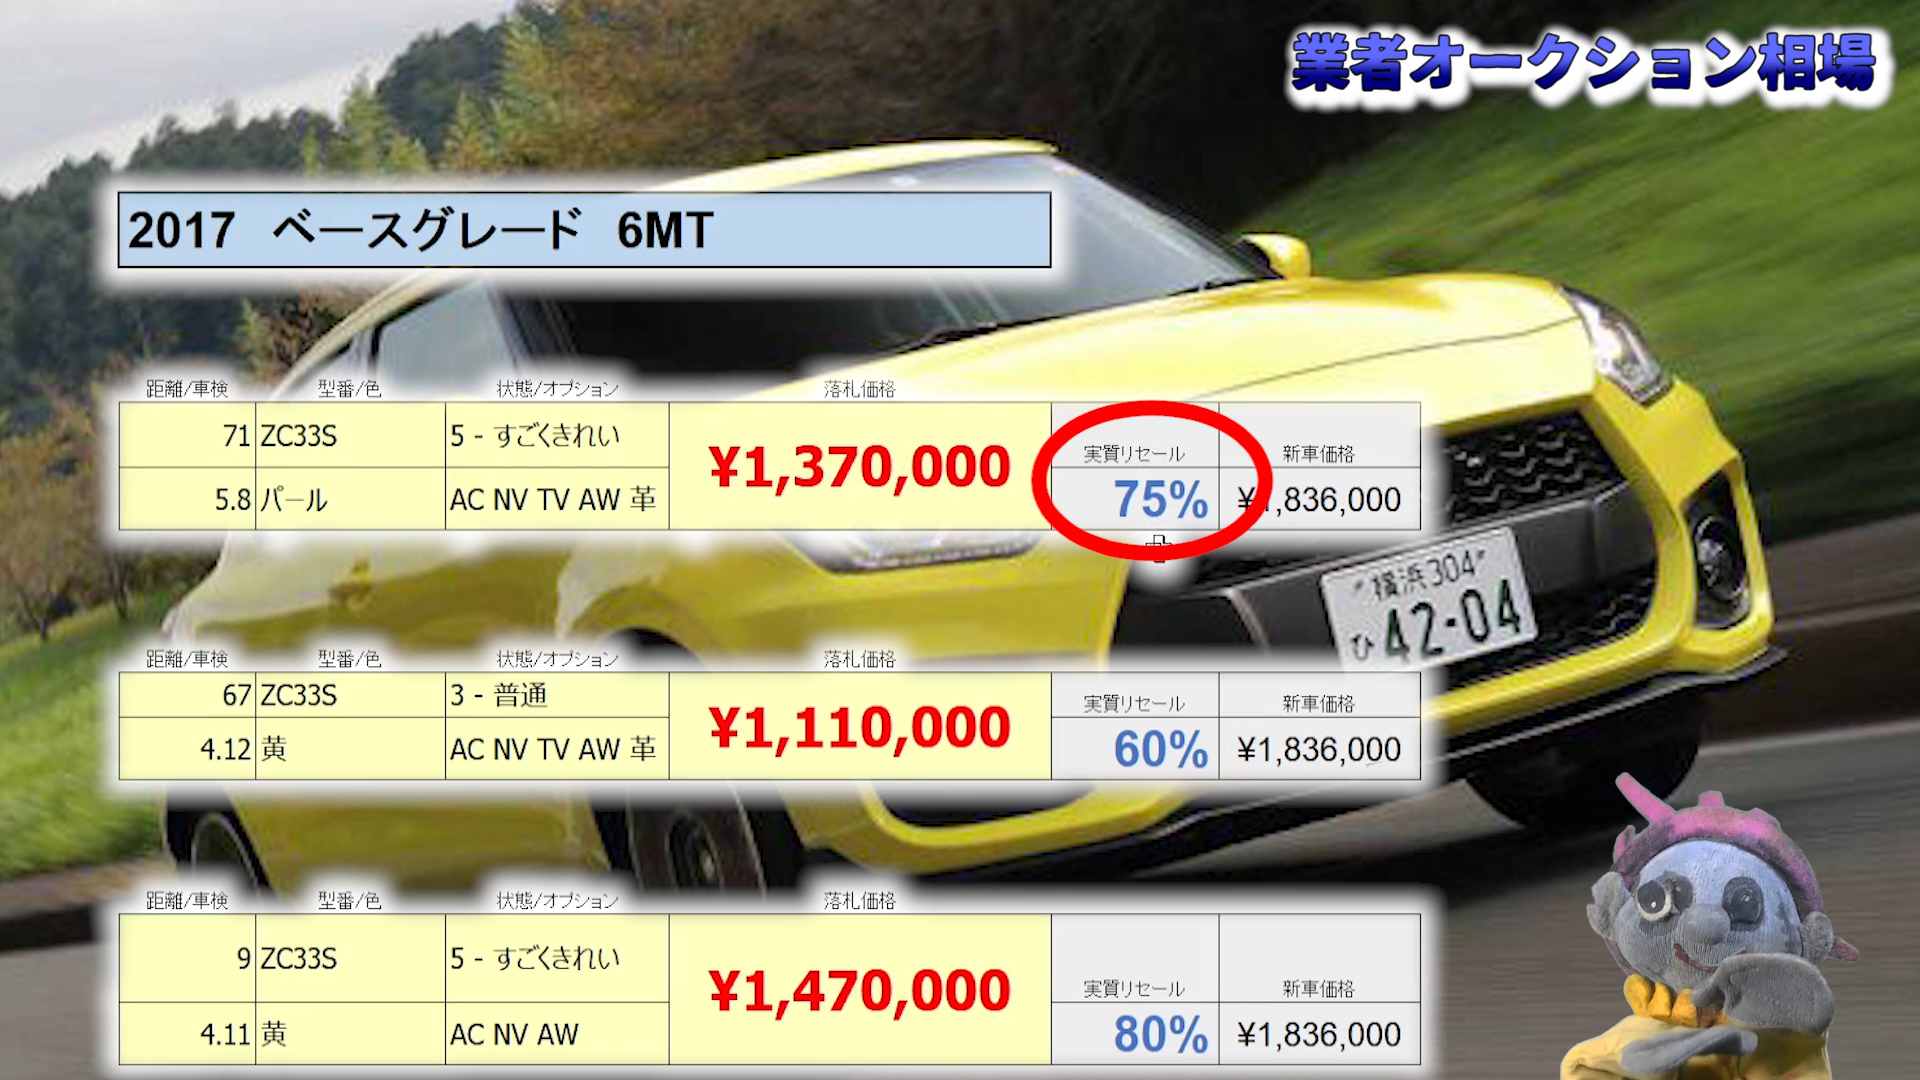 業者オークション相場
2017 ベースグレード 6MT
距離/車検 型番/色 状態/オプション 落札価格
71 ZC33S 5 - すごくきれい ¥1,370,000 実質リセール 新車価格
5.8 パール AC NV TV AW 革 75% ¥1,836,000
横浜 304
ひ 42-04
距離/車検 型番/色 状態/オプション 落札価格
67 ZC33S 3 - 普通 ¥1,110,000 実質リセール 新車価格
4.12 黄 AC NV TV AW 革 60% ¥1,836,000
距離/車検 型番/色 状態/オプション 落札価格
9 ZC33S 5 - すごくきれい ¥1,470,000 実質リセール 新車価格
4.11 黄 AC NV AW 80% ¥1,836,000